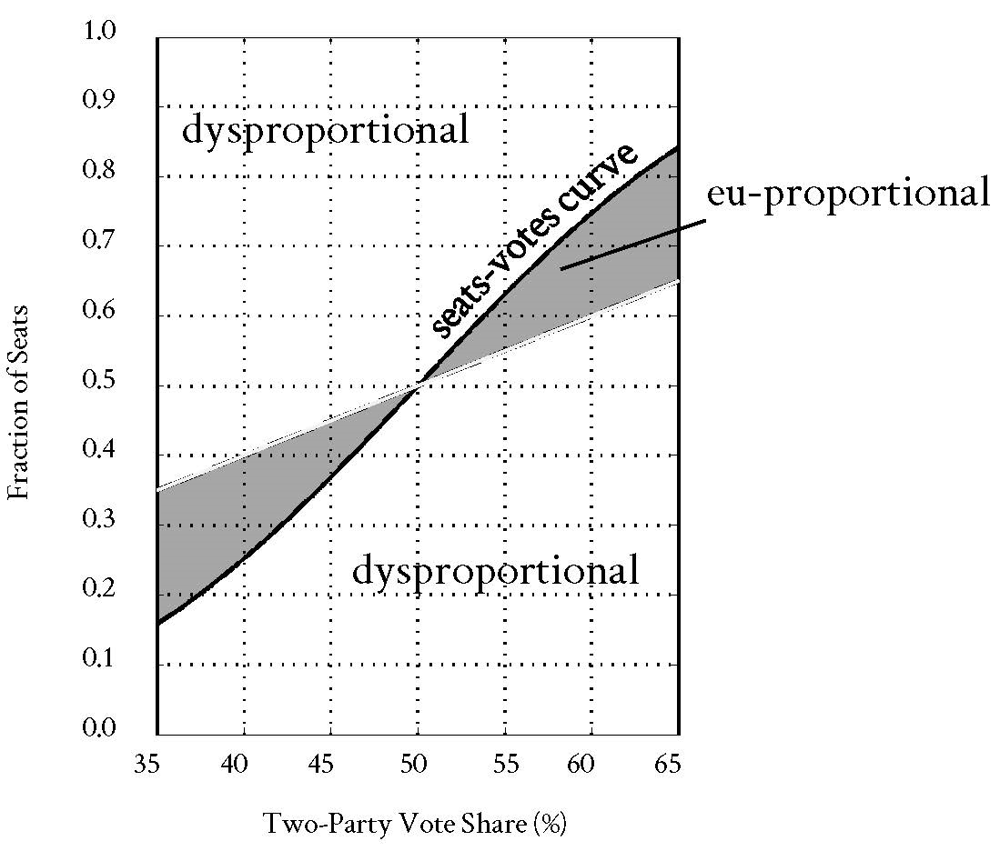 1.0
0.9
dysproportional
0.8
seats-votes curve
eu-proportional
0.7
0.6
Fraction of Seats
0.5
0.4
0.3
dysproportional
0.2
0.1
0.0
35 40 45 50 55 60 65
Two-Party Vote Share (%)